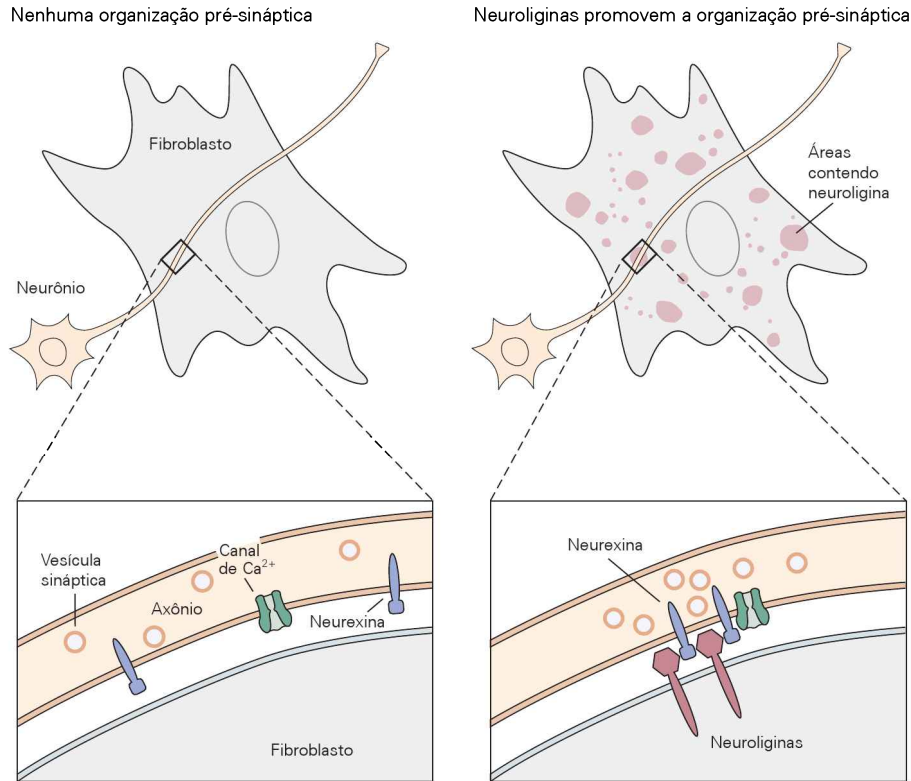 Nenhuma organização pré-sináptica
Neuroliginas promovem a organização pré-sináptica
Fibroblasto
Neurônio
Áreas
contendo
neuroligina
Vesícula
sináptica
Canal
de Ca²⁺
Axônio
Neurexina
Fibroblasto
Neurexina
Neuroliginas